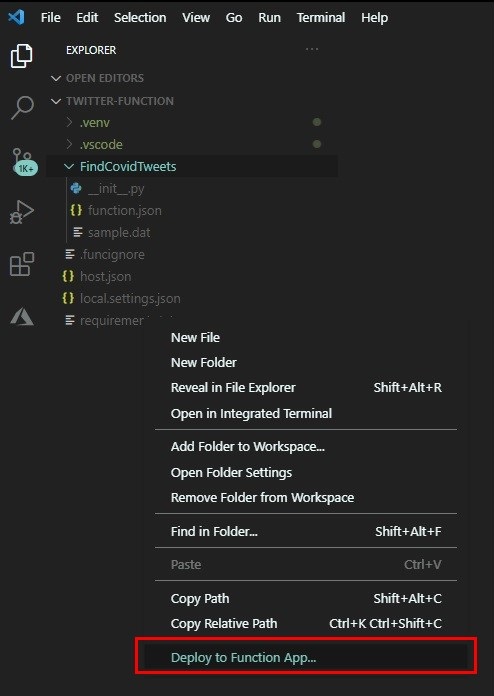 File Edit Selection View Go Run Terminal Help
EXPLORER ...
OPEN EDITORS
TWITTER-FUNCTION
.venv
.vscode
1K+
FindCovidTweets
__init__.py
function.json
sample.dat
.funcignore
host.json
local.settings.json
New File
New Folder
Reveal in File Explorer Shift+Alt+R
Open in Integrated Terminal
Add Folder to Workspace...
Open Folder Settings
Remove Folder from Workspace
Find in Folder... Shift+Alt+F
Paste Ctrl+V
Copy Path Shift+Alt+C
Copy Relative Path Ctrl+K Ctrl+Shift+C
Deploy to Function App...